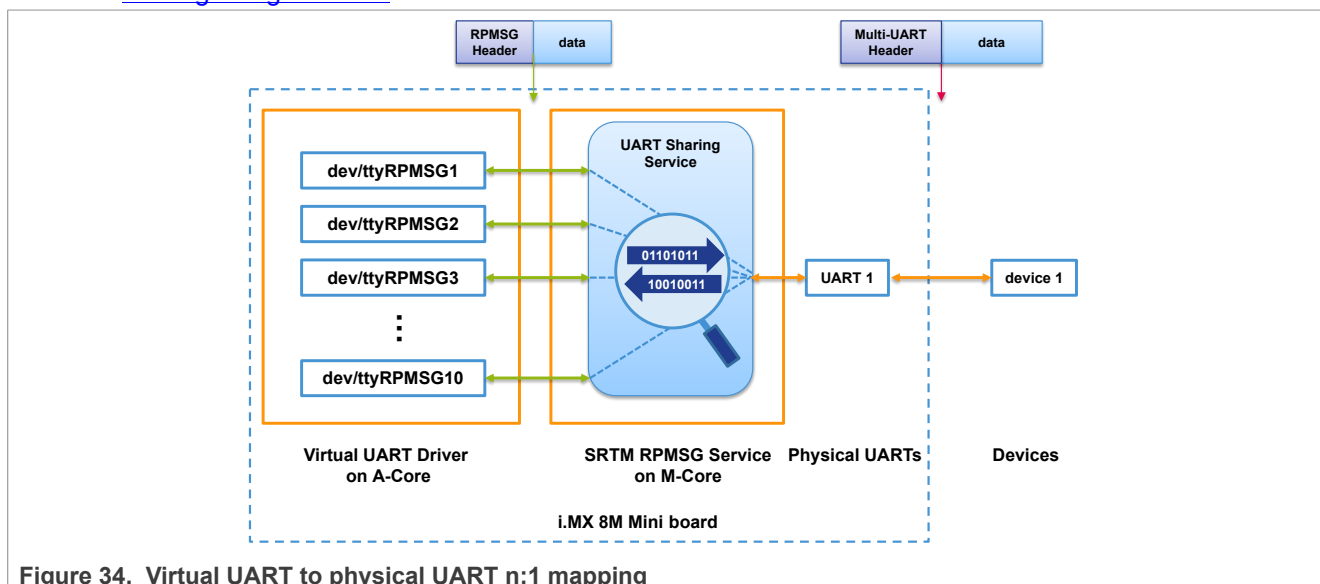 RPMSG
Header
data
Multi-UART
Header
data
UART Sharing
Service
dev/ttyRPMSG1
dev/ttyRPMSG2
01101011
dev/ttyRPMSG3
10010011
UART 1
device 1
dev/ttyRPMSG10
Virtual UART Driver
on A-Core
SRTM RPMSG Service
on M-Core
Physical UARTs
Devices
i.MX 8M Mini board
Figure 34. Virtual UART to physical UART n:1 mapping